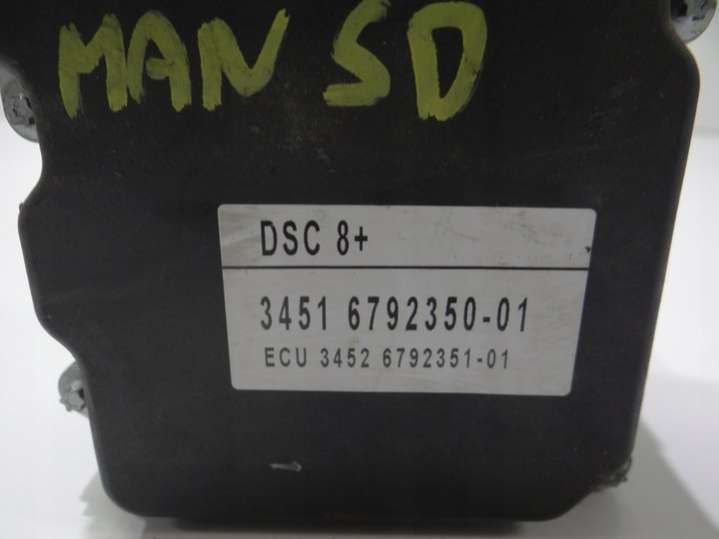 MAN SD
DSC 8+
3451 6792350-01
ECU 3452 6792351-01